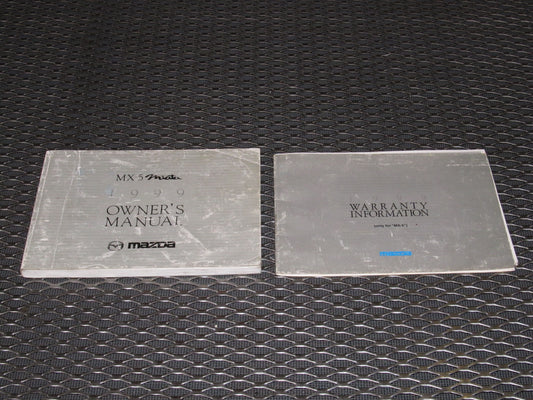 MX-5 Miata
1999
OWNER'S
MANUAL
mazda
WARRANTY
INFORMATION